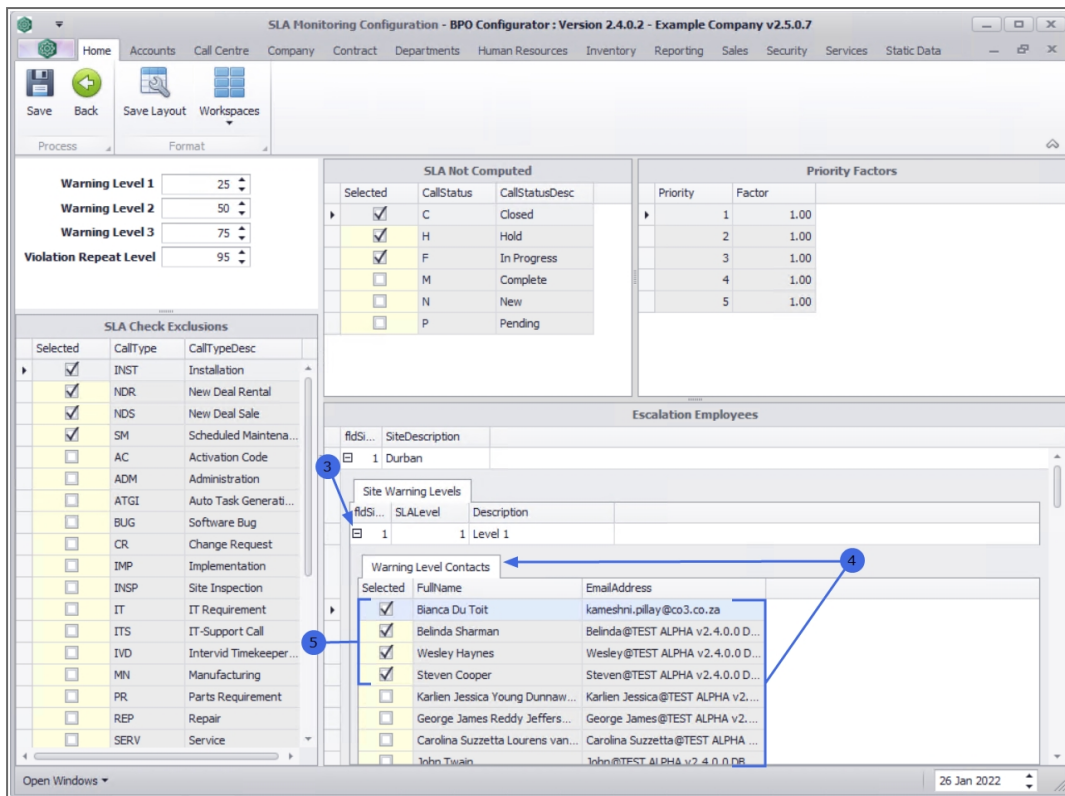 SLA Monitoring Configuration - BPO Configurator : Version 2.4.0.2 - Example Company v2.5.0.7
Home Accounts Call Centre Company Contract Departments Human Resources Inventory Reporting Sales Security Services Static Data
Save Back Save Layout Workspaces
Process Format
Warning Level 1 25
Warning Level 2 50
Warning Level 3 75
Violation Repeat Level 95
SLA Not Computed
Selected CallStatus CallStatusDesc
C Closed
H Hold
F In Progress
M Complete
N New
P Pending
Priority Factors
Priority Factor
1 1.00
2 1.00
3 1.00
4 1.00
5 1.00
SLA Check Exclusions
Selected CallType CallTypeDesc
INST Installation
NDR New Deal Rental
NDS New Deal Sale
SM Scheduled Maintena...
AC Activation Code
ADM Administration
ATGI Auto Task Generati...
BUG Software Bug
CR Change Request
IMP Implementation
INSP Site Inspection
IT IT Requirement
ITS IT-Support Call
IVD Intervid Timekeeper...
MN Manufacturing
PR Parts Requirement
REP Repair
SERV Service
Escalation Employees
fldSi... SiteDescription
1 Durban
3
Site Warning Levels
fldSi... SLALevel Description
1 1 Level 1
Warning Level Contacts
4
Selected FullName EmailAddress
Bianca Du Toit kameshni.pillay@co3.co.za
Belinda Sharman Belinda@TEST ALPHA v2.4.0.0 D...
5
Wesley Haynes Wesley@TEST ALPHA v2.4.0.0 D...
Steven Cooper Steven@TEST ALPHA v2.4.0.0 D...
Karlien Jessica Young Dunnaw... Karlien Jessica@TEST ALPHA v2....
George James Reddy Jeffers... George James@TEST ALPHA v2....
Carolina Suzzetta Lourens van... Carolina Suzzetta@TEST ALPHA ...
John Twain John@TEST ALPHA v2.4.0.0 DB
Open Windows 26 Jan 2022